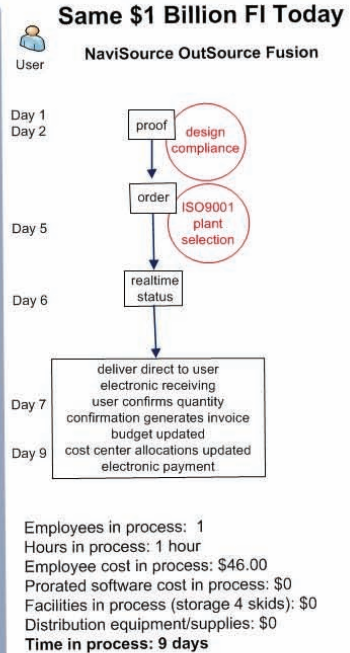 Same $1 Billion FI Today
NaviSource OutSource Fusion
User
Day 1
Day 2
proof
design
compliance
order
ISO9001
plant
selection
Day 5
realtime
status
Day 6
deliver direct to user
electronic receiving
user confirms quantity
Day 7
confirmation generates invoice
budget updated
Day 9
cost center allocations updated
electronic payment
Employees in process: 1
Hours in process: 1 hour
Employee cost in process: $46.00
Prorated software cost in process: $0
Facilities in process (storage 4 skids): $0
Distribution equipment/supplies: $0
Time in process: 9 days